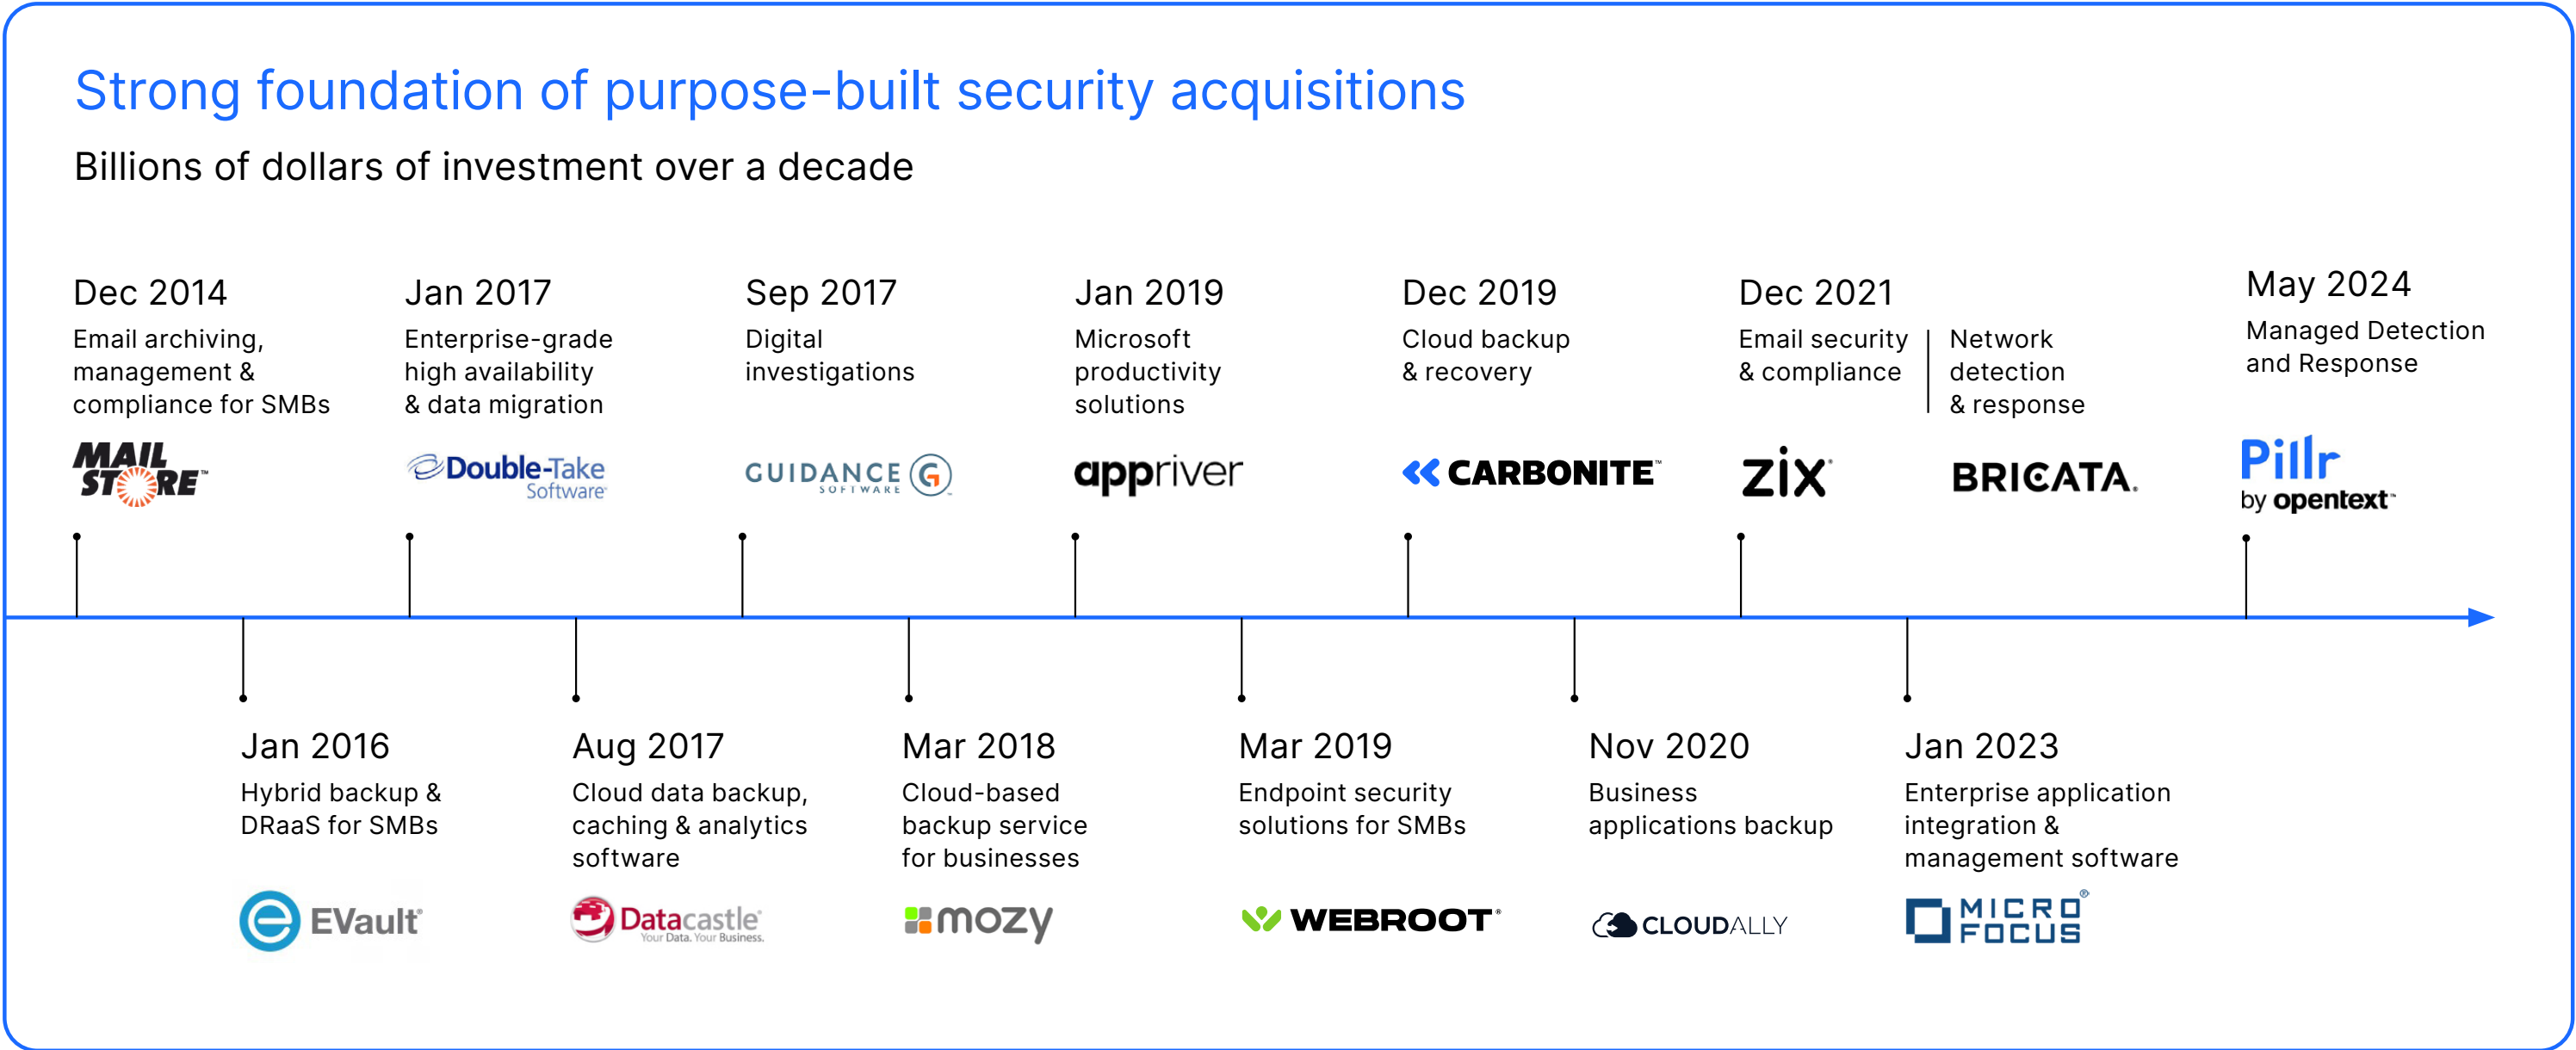 Strong foundation of purpose-built security acquisitions
Billions of dollars of investment over a decade
Dec 2014
Email archiving,
management &
compliance for SMBs
MAIL
STORE™
Jan 2017
Enterprise-grade
high availability
& data migration
Double-Take
Software
Sep 2017
Digital
investigations
GUIDANCE
SOFTWARE
G
Jan 2019
Microsoft
productivity
solutions
appriver
Dec 2019
Cloud backup
& recovery
CARBONITE™
Dec 2021
Email security
& compliance
zix
Network
detection
& response
BRICATA
May 2024
Managed Detection
and Response
Pillr
by opentext™
Jan 2016
Hybrid backup &
DRaaS for SMBs
e EVault®
Aug 2017
Cloud data backup,
caching & analytics
software
Datacastle®
Your Data. Your Business.
Mar 2018
Cloud-based
backup service
for businesses
mozy
Mar 2019
Endpoint security
solutions for SMBs
WEBROOT®
Nov 2020
Business
applications backup
CLOUDALLY
Jan 2023
Enterprise application
integration &
management software
MICRO®
FOCUS